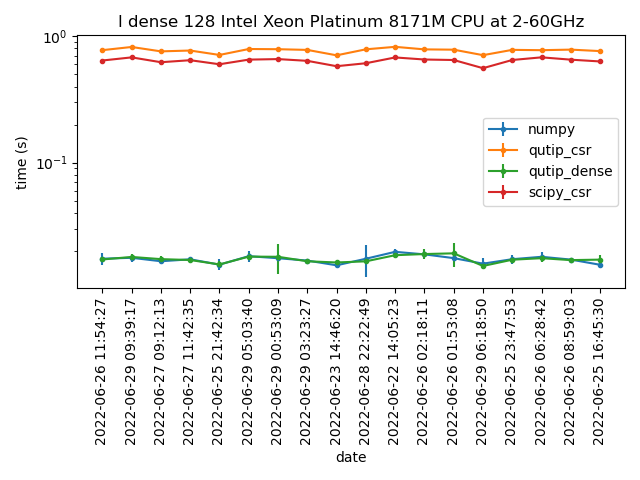 I dense 128 Intel Xeon Platinum 8171M CPU at 2-60GHz
10^0
10^-1
time (s)
numpy
qutip_csr
qutip_dense
scipy_csr
2022-06-26 11:54:27
2022-06-29 09:39:17
2022-06-27 09:12:13
2022-06-27 11:42:35
2022-06-25 21:42:34
2022-06-29 05:03:40
2022-06-29 00:53:09
2022-06-29 03:23:27
2022-06-23 14:46:20
2022-06-28 22:22:49
2022-06-22 14:05:23
2022-06-26 02:18:11
2022-06-26 01:53:08
2022-06-29 06:18:50
2022-06-25 23:47:53
2022-06-26 06:28:42
2022-06-26 08:59:03
2022-06-25 16:45:30
date